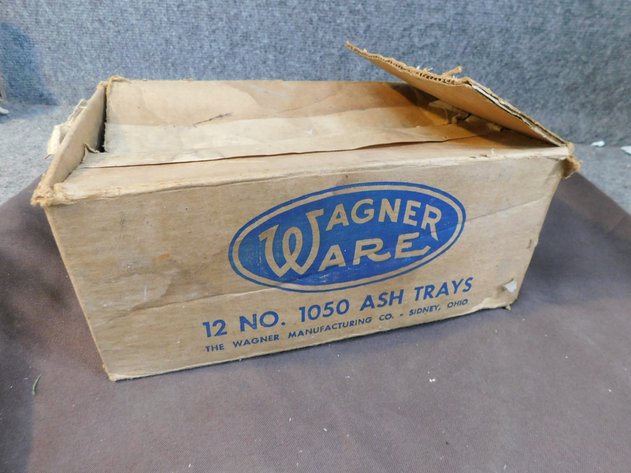 WAGNER
WARE
12 NO. 1050 ASH TRAYS
THE WAGNER MANUFACTURING CO. - SIDNEY, OHIO